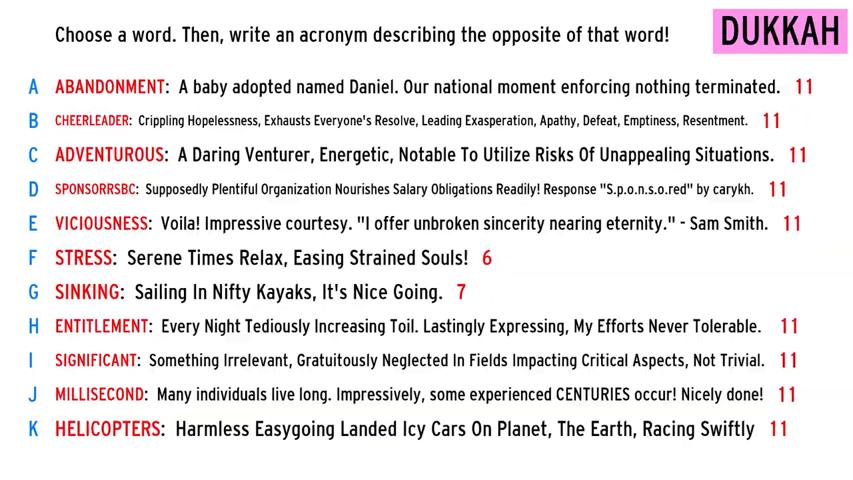 Choose a word. Then, write an acronym describing the opposite of that word!
DUKKAH
A ABANDONMENT: A baby adopted named Daniel. Our national moment enforcing nothing terminated. 11
B CHEERLEADER: Crippling Hopelessness, Exhausts Everyone's Resolve, Leading Exasperation, Apathy, Defeat, Emptiness, Resentment. 11
C ADVENTUROUS: A Daring Venturer, Energetic, Notable To Utilize Risks Of Unappealing Situations. 11
D SPONSORRSBC: Supposedly Plentiful Organization Nourishes Salary Obligations Readily! Response "S.p.o.n.s.o.red" by carykh. 11
E VICIOUSNESS: Voila! Impressive courtesy. "I offer unbroken sincerity nearing eternity." - Sam Smith. 11
F STRESS: Serene Times Relax, Easing Strained Souls! 6
G SINKING: Sailing In Nifty Kayaks, It's Nice Going. 7
H ENTITLEMENT: Every Night Tediously Increasing Toil. Lastingly Expressing, My Efforts Never Tolerable. 11
I SIGNIFICANT: Something Irrelevant, Gratuitously Neglected In Fields Impacting Critical Aspects, Not Trivial. 11
J MILLISECOND: Many individuals live long. Impressively, some experienced CENTURIES occur! Nicely done! 11
K HELICOPTERS: Harmless Easygoing Landed Icy Cars On Planet, The Earth, Racing Swiftly 11